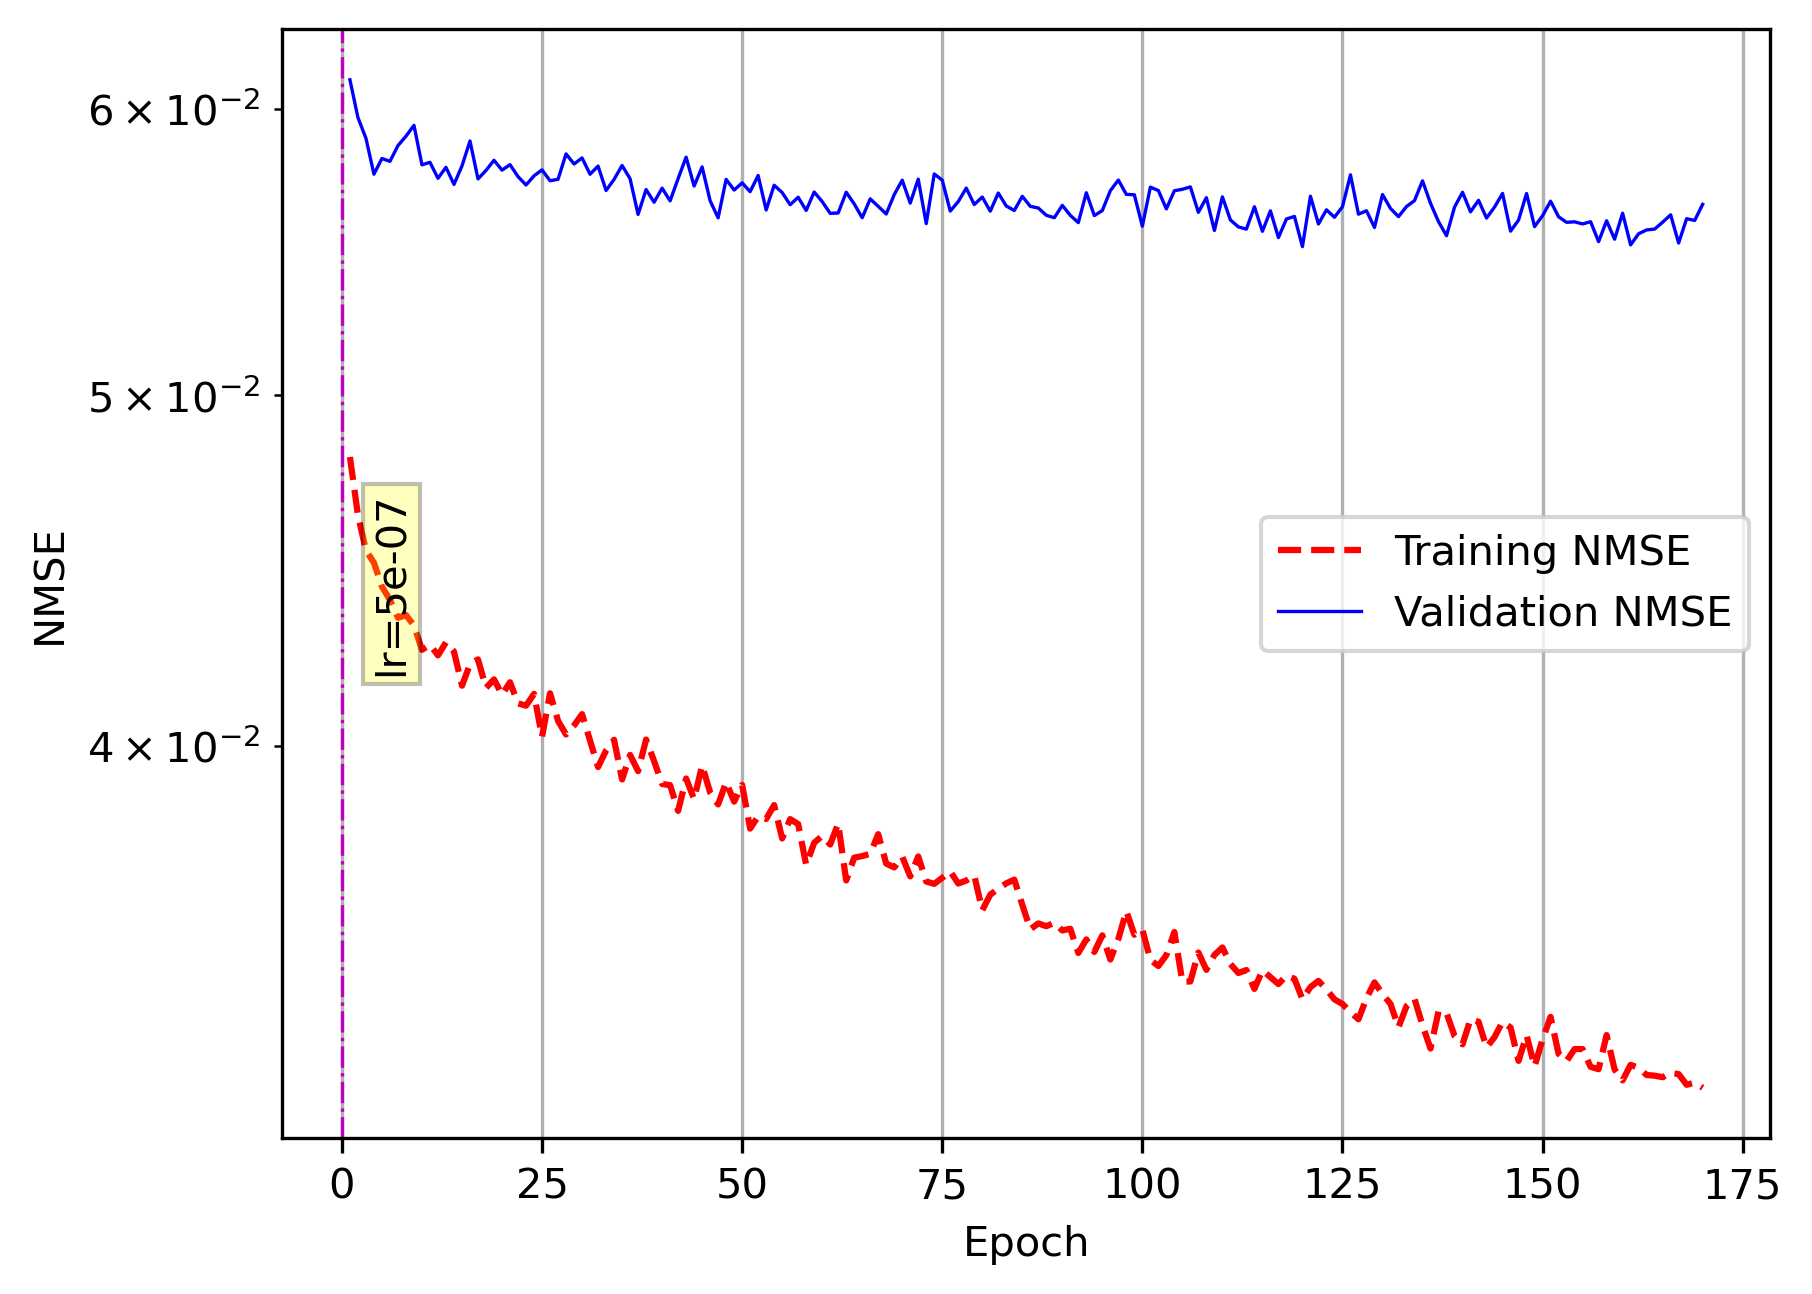 6 × 10⁻²
5 × 10⁻²
4 × 10⁻²
NMSE
lr=5e-07
Training NMSE
Validation NMSE
0 25 50 75 100 125 150 175
Epoch